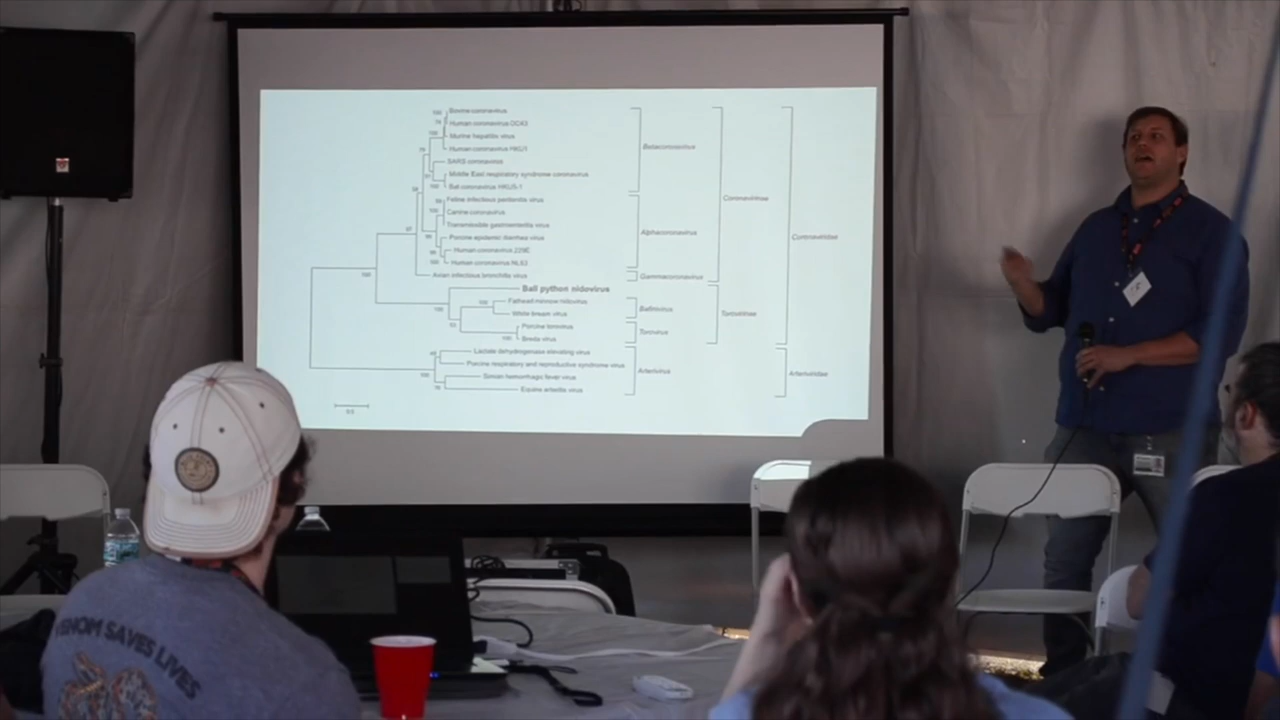 Bovine coronavirus
Human coronavirus OC43
Murine hepatitis virus
Human coronavirus HKU1
SARS coronavirus
Middle East respiratory syndrome coronavirus
Bat coronavirus HKU5-1
Feline infectious peritonitis virus
Canine coronavirus
Transmissible gastroenteritis virus
Porcine epidemic diarrhea virus
Human coronavirus 229E
Human coronavirus NL63
Avian infectious bronchitis virus
Ball python nidovirus
Fathead minnow nidovirus
White bream virus
Porcine torovirus
Breda virus
Lactate dehydrogenase elevating virus
Porcine respiratory and reproductive syndrome virus
Simian hemorrhagic fever virus
Equine arteritis virus
Betacoronavirus
Alphacoronavirus
Gammacoronavirus
Bafinivirus
Torovirus
Arterivirus
Coronavirinae
Torovirinae
Coronaviridae
Arteriviridae
VENOM SAVES LIVES